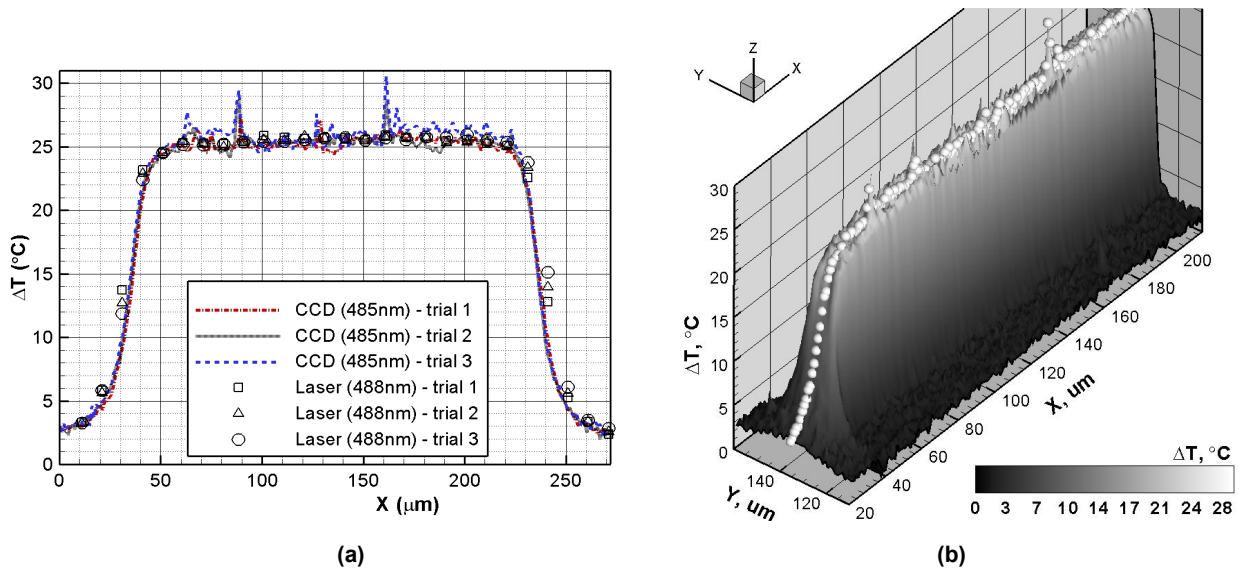 30
25
20
15
10
5
0
ΔT (°C)
0 50 100 150 200 250
X (μm)
CCD (485nm) - trial 1
CCD (485nm) - trial 2
CCD (485nm) - trial 3
Laser (488nm) - trial 1
Laser (488nm) - trial 2
Laser (488nm) - trial 3
(a)
Z
Y X
30
25
20
15
10
5
0
ΔT, °C
140 120
Y, um
20 40 60 80 100 120 140 160 180 200
X, um
ΔT, °C
0 3 7 10 14 17 21 24 28
(b)